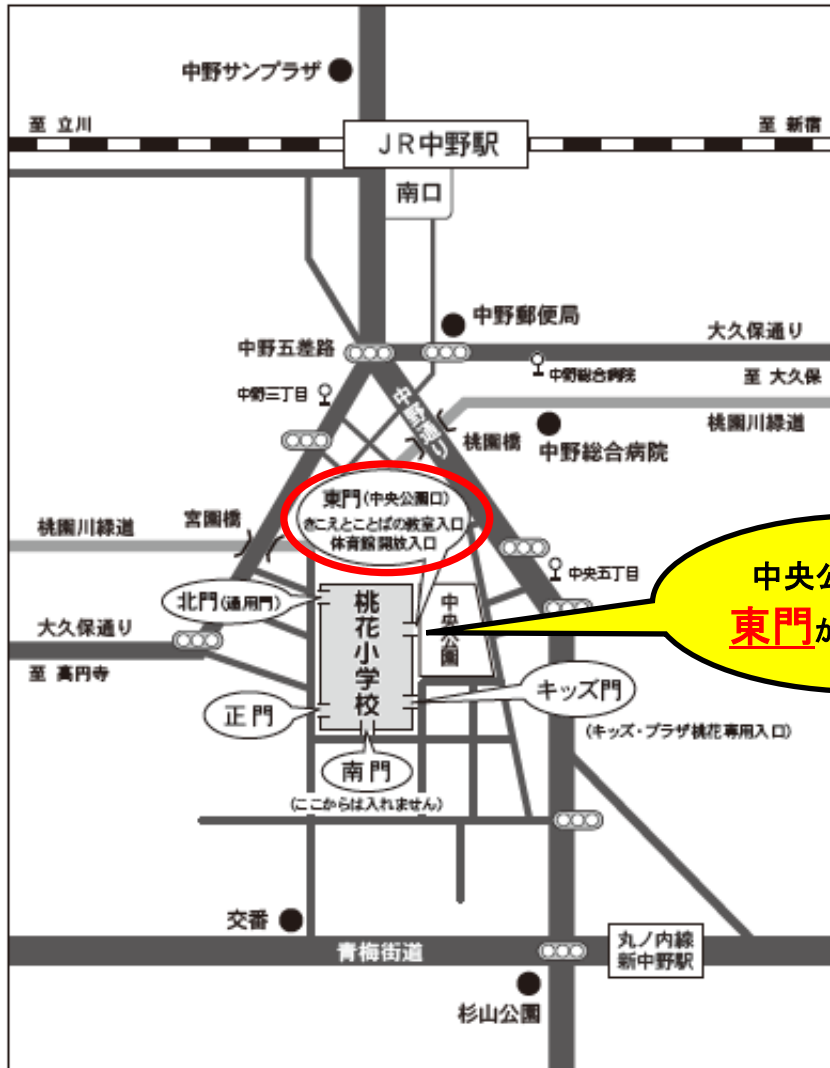 中野サンプラザ
至 立川
至 新宿
JR中野駅
南口
中野郵便局
大久保通り
中野五差路
中野総合病院
至 大久保
中野三丁目
中野通り
桃園橋
桃園川緑道
中野総合病院
東門(中央公園口)
きこえとことばの教室入口
体育館開放入口
宮園橋
桃園川緑道
中央五丁目
中央公
東門か
北門(通用門)
桃花小学校
中央公園
大久保通り
至 高円寺
正門
キッズ門
(キッズ・プラザ桃花専用入口)
南門
(ここからは入れません)
交番
青梅街道
丸ノ内線
新中野駅
杉山公園